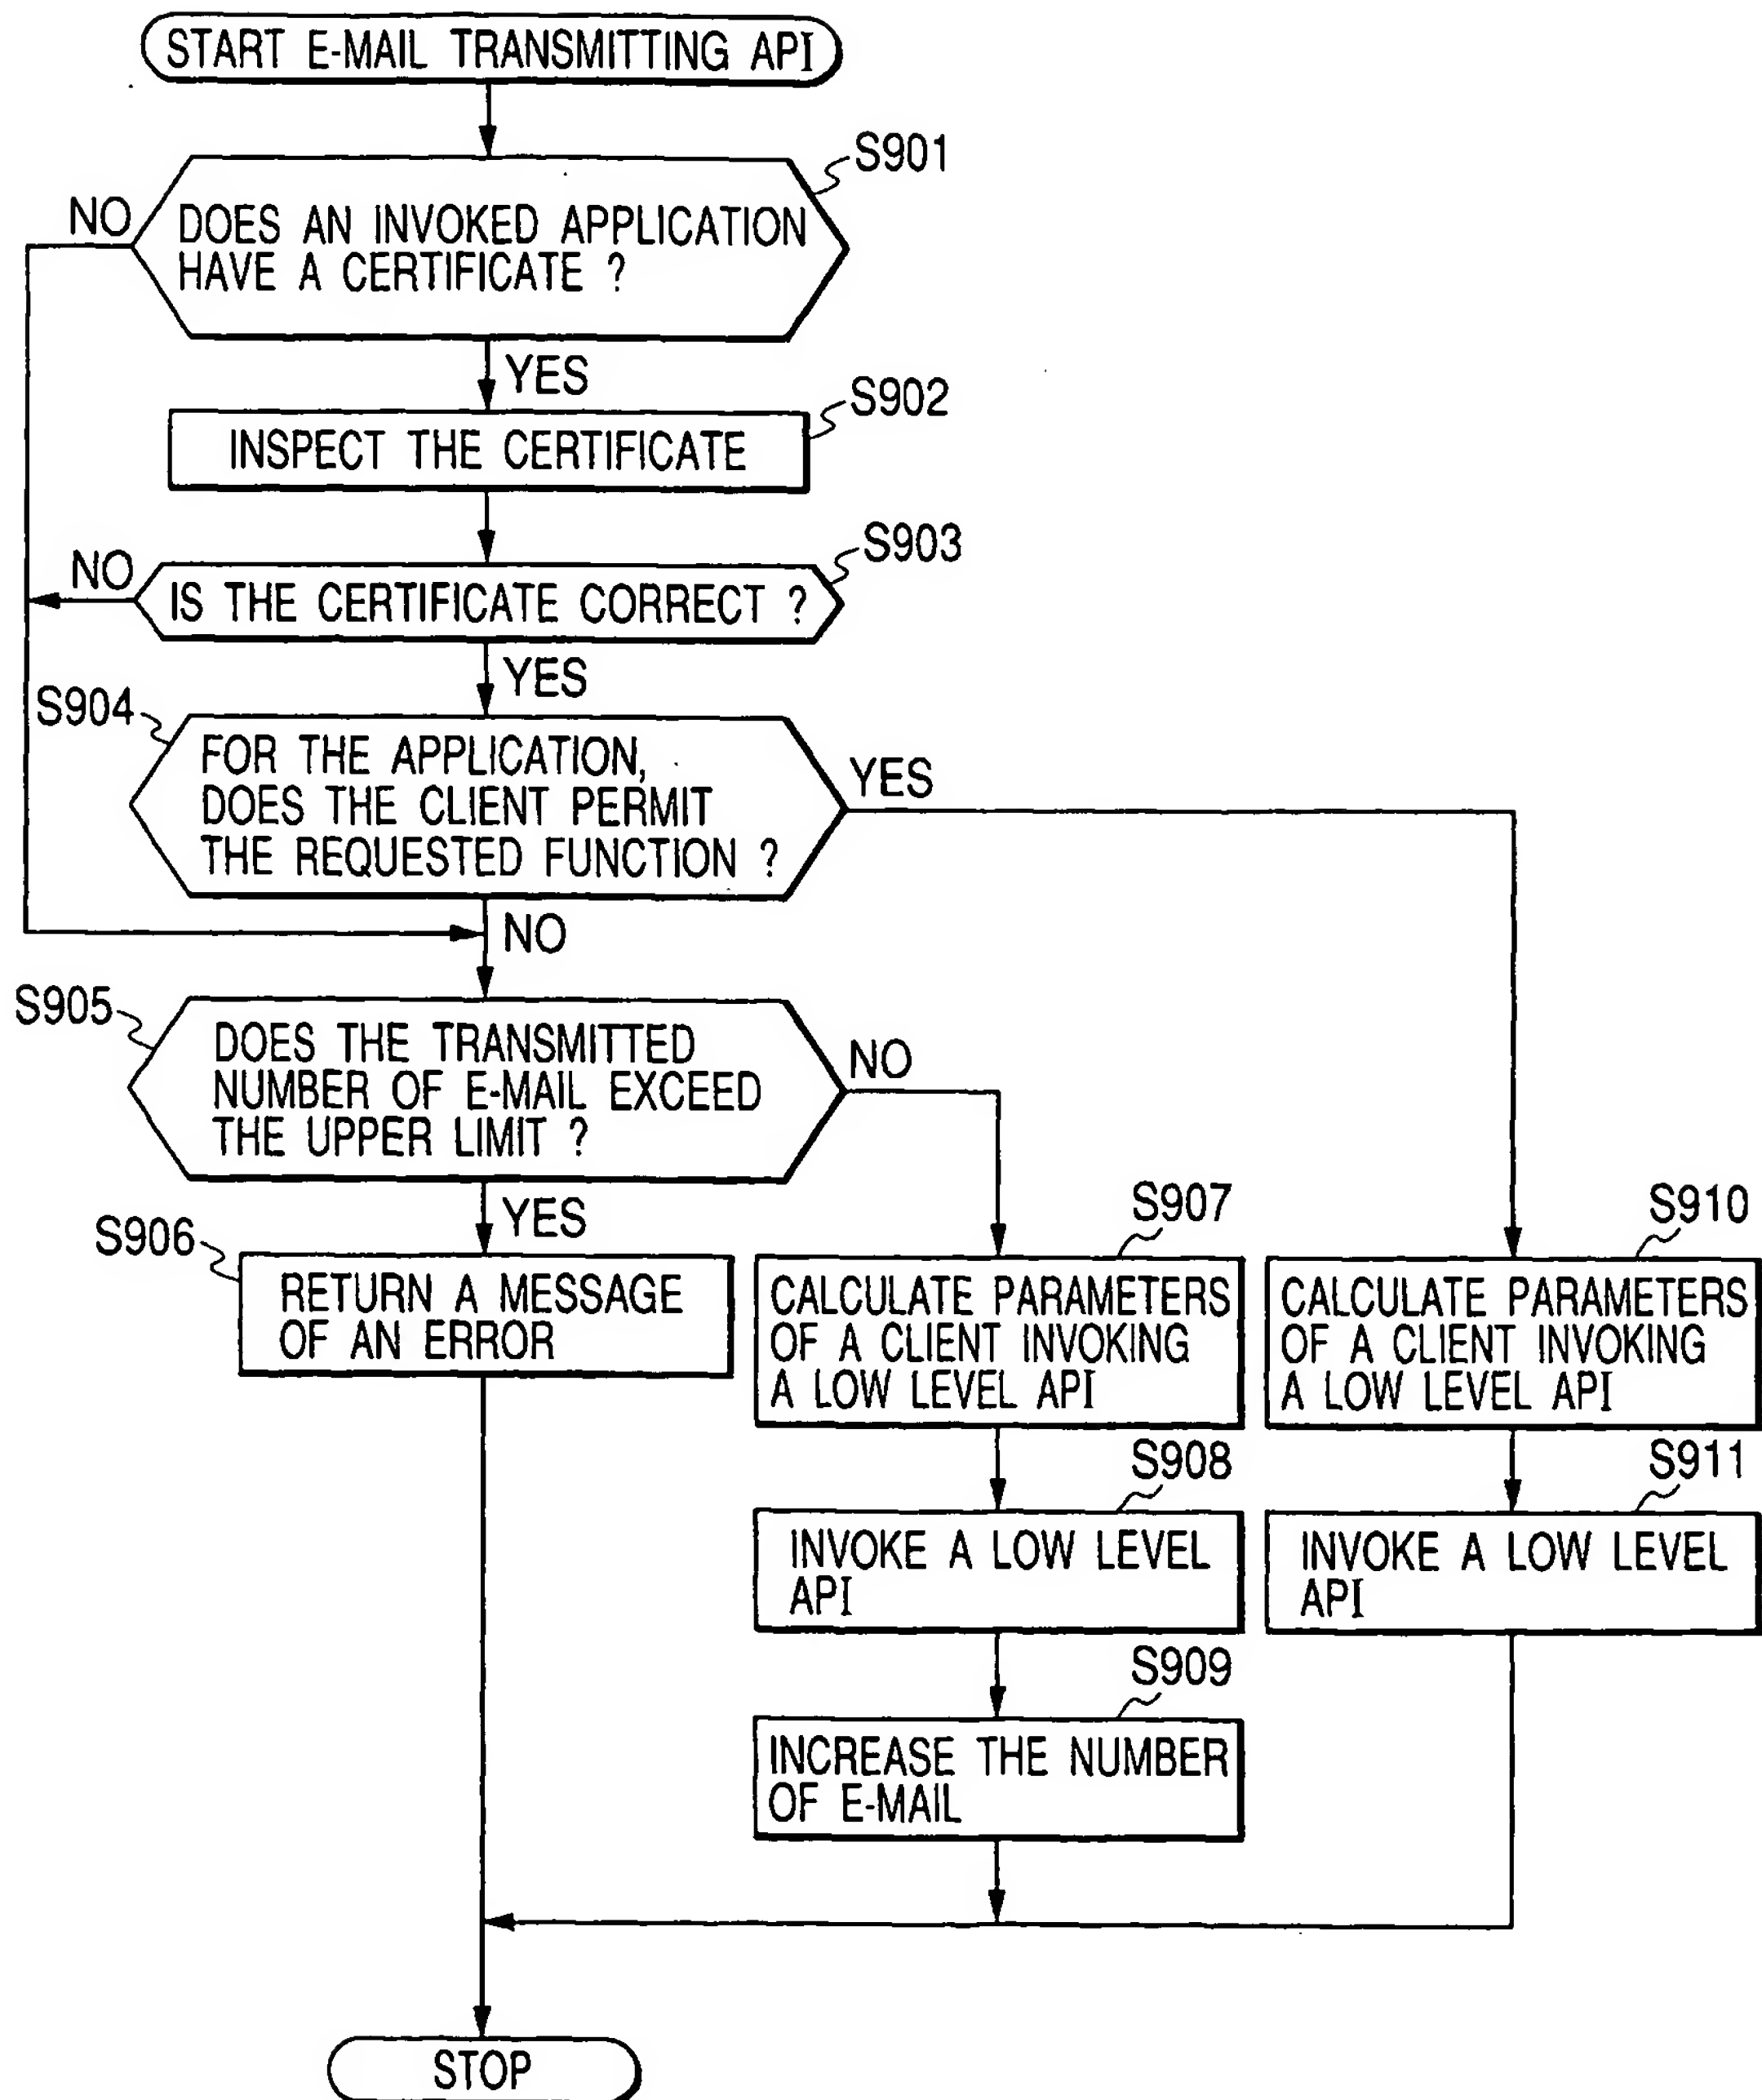 START E-MAIL TRANSMITTING API
S901
NO
DOES AN INVOKED APPLICATION
HAVE A CERTIFICATE ?
YES
S902
INSPECT THE CERTIFICATE
S903
NO
IS THE CERTIFICATE CORRECT ?
YES
S904
FOR THE APPLICATION,
DOES THE CLIENT PERMIT
THE REQUESTED FUNCTION ?
YES
NO
S905
DOES THE TRANSMITTED
NUMBER OF E-MAIL EXCEED
THE UPPER LIMIT ?
NO
YES
S906
RETURN A MESSAGE
OF AN ERROR
S907
CALCULATE PARAMETERS
OF A CLIENT INVOKING
A LOW LEVEL API
S910
CALCULATE PARAMETERS
OF A CLIENT INVOKING
A LOW LEVEL API
S908
INVOKE A LOW LEVEL
API
S911
INVOKE A LOW LEVEL
API
S909
INCREASE THE NUMBER
OF E-MAIL
STOP